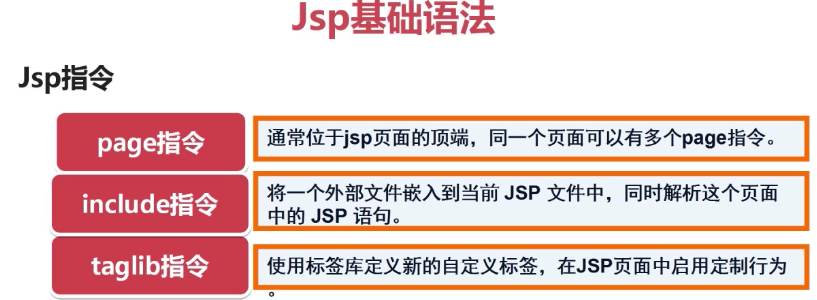 Jsp基础语法
Jsp指令
page指令
通常位于jsp页面的顶端，同一个页面可以有多个page指令。
include指令
将一个外部文件嵌入到当前 JSP 文件中，同时解析这个页面
中的 JSP 语句。
taglib指令
使用标签库定义新的自定义标签，在JSP页面中启用定制行为
。